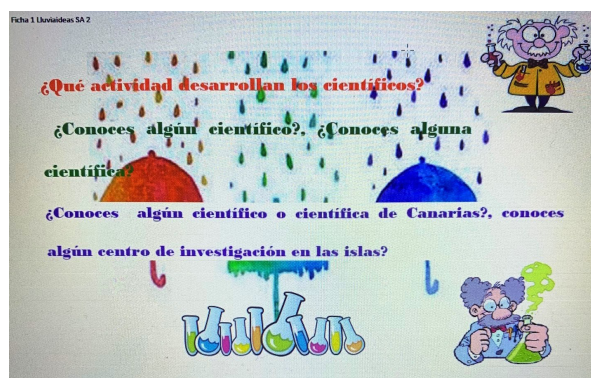 Ficha 1 Lluviaideas SA 2
¿Qué actividad desarrollan los científicos?
¿Conoces algún científico?, ¿Conoces alguna
científica?
¿Conoces algún científico o científica de Canarias?, conoces
algún centro de investigación en las islas?